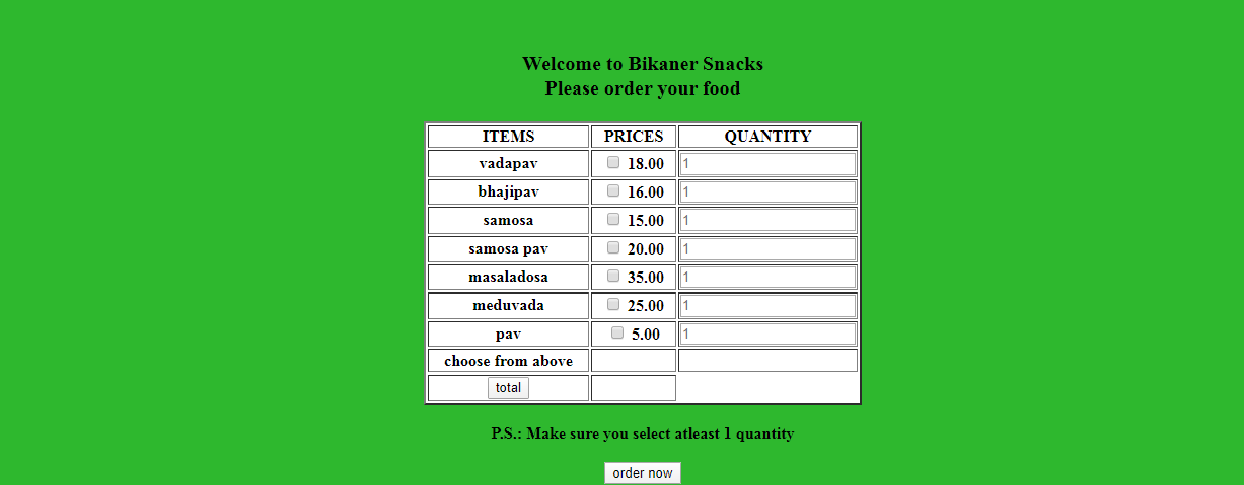 Welcome to Bikaner Snacks
Please order your food
ITEMS PRICES QUANTITY
vadapav 18.00 1
bhajipav 16.00 1
samosa 15.00 1
samosa pav 20.00 1
masaladosa 35.00 1
meduvada 25.00 1
pav 5.00 1
choose from above
total
P.S.: Make sure you select atleast 1 quantity
order now